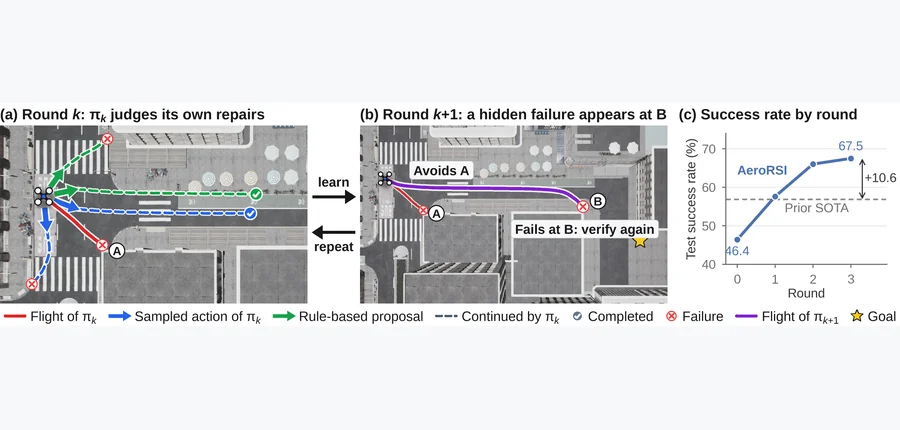 (a) Round k: πk judges its own repairs
A
learn
repeat
(b) Round k+1: a hidden failure appears at B
Avoids A
A
B
Fails at B: verify again
(c) Success rate by round
Test success rate (%)
70
60
50
40
AeroRSI
67.5
+10.6
Prior SOTA
46.4
0 1 2 3
Round
Flight of πk Sampled action of πk Rule-based proposal Continued by πk Completed Failure Flight of πk+1 Goal